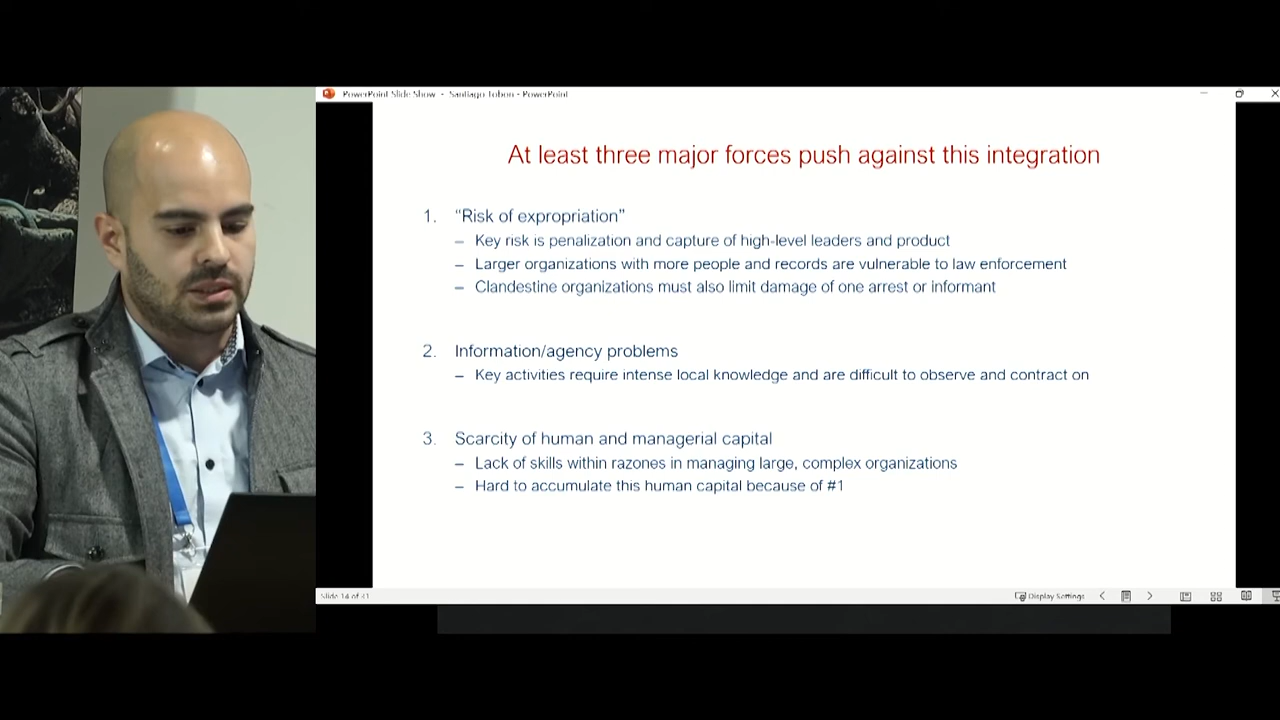 PowerPoint Slide Show - Santiago Tobon - PowerPoint
At least three major forces push against this integration
1. “Risk of expropriation”
– Key risk is penalization and capture of high-level leaders and product
– Larger organizations with more people and records are vulnerable to law enforcement
– Clandestine organizations must also limit damage of one arrest or informant
2. Information/agency problems
– Key activities require intense local knowledge and are difficult to observe and contract on
3. Scarcity of human and managerial capital
– Lack of skills within razones in managing large, complex organizations
– Hard to accumulate this human capital because of #1
Slide 14 of
Display Settings